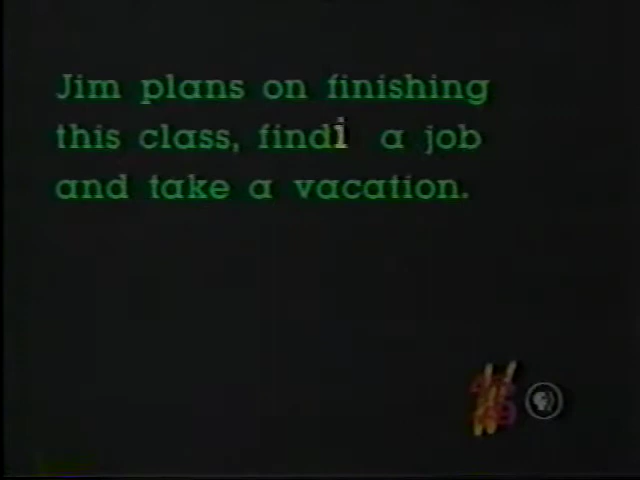 Jim plans on finishing
this class, findi a job
and take a vacation.